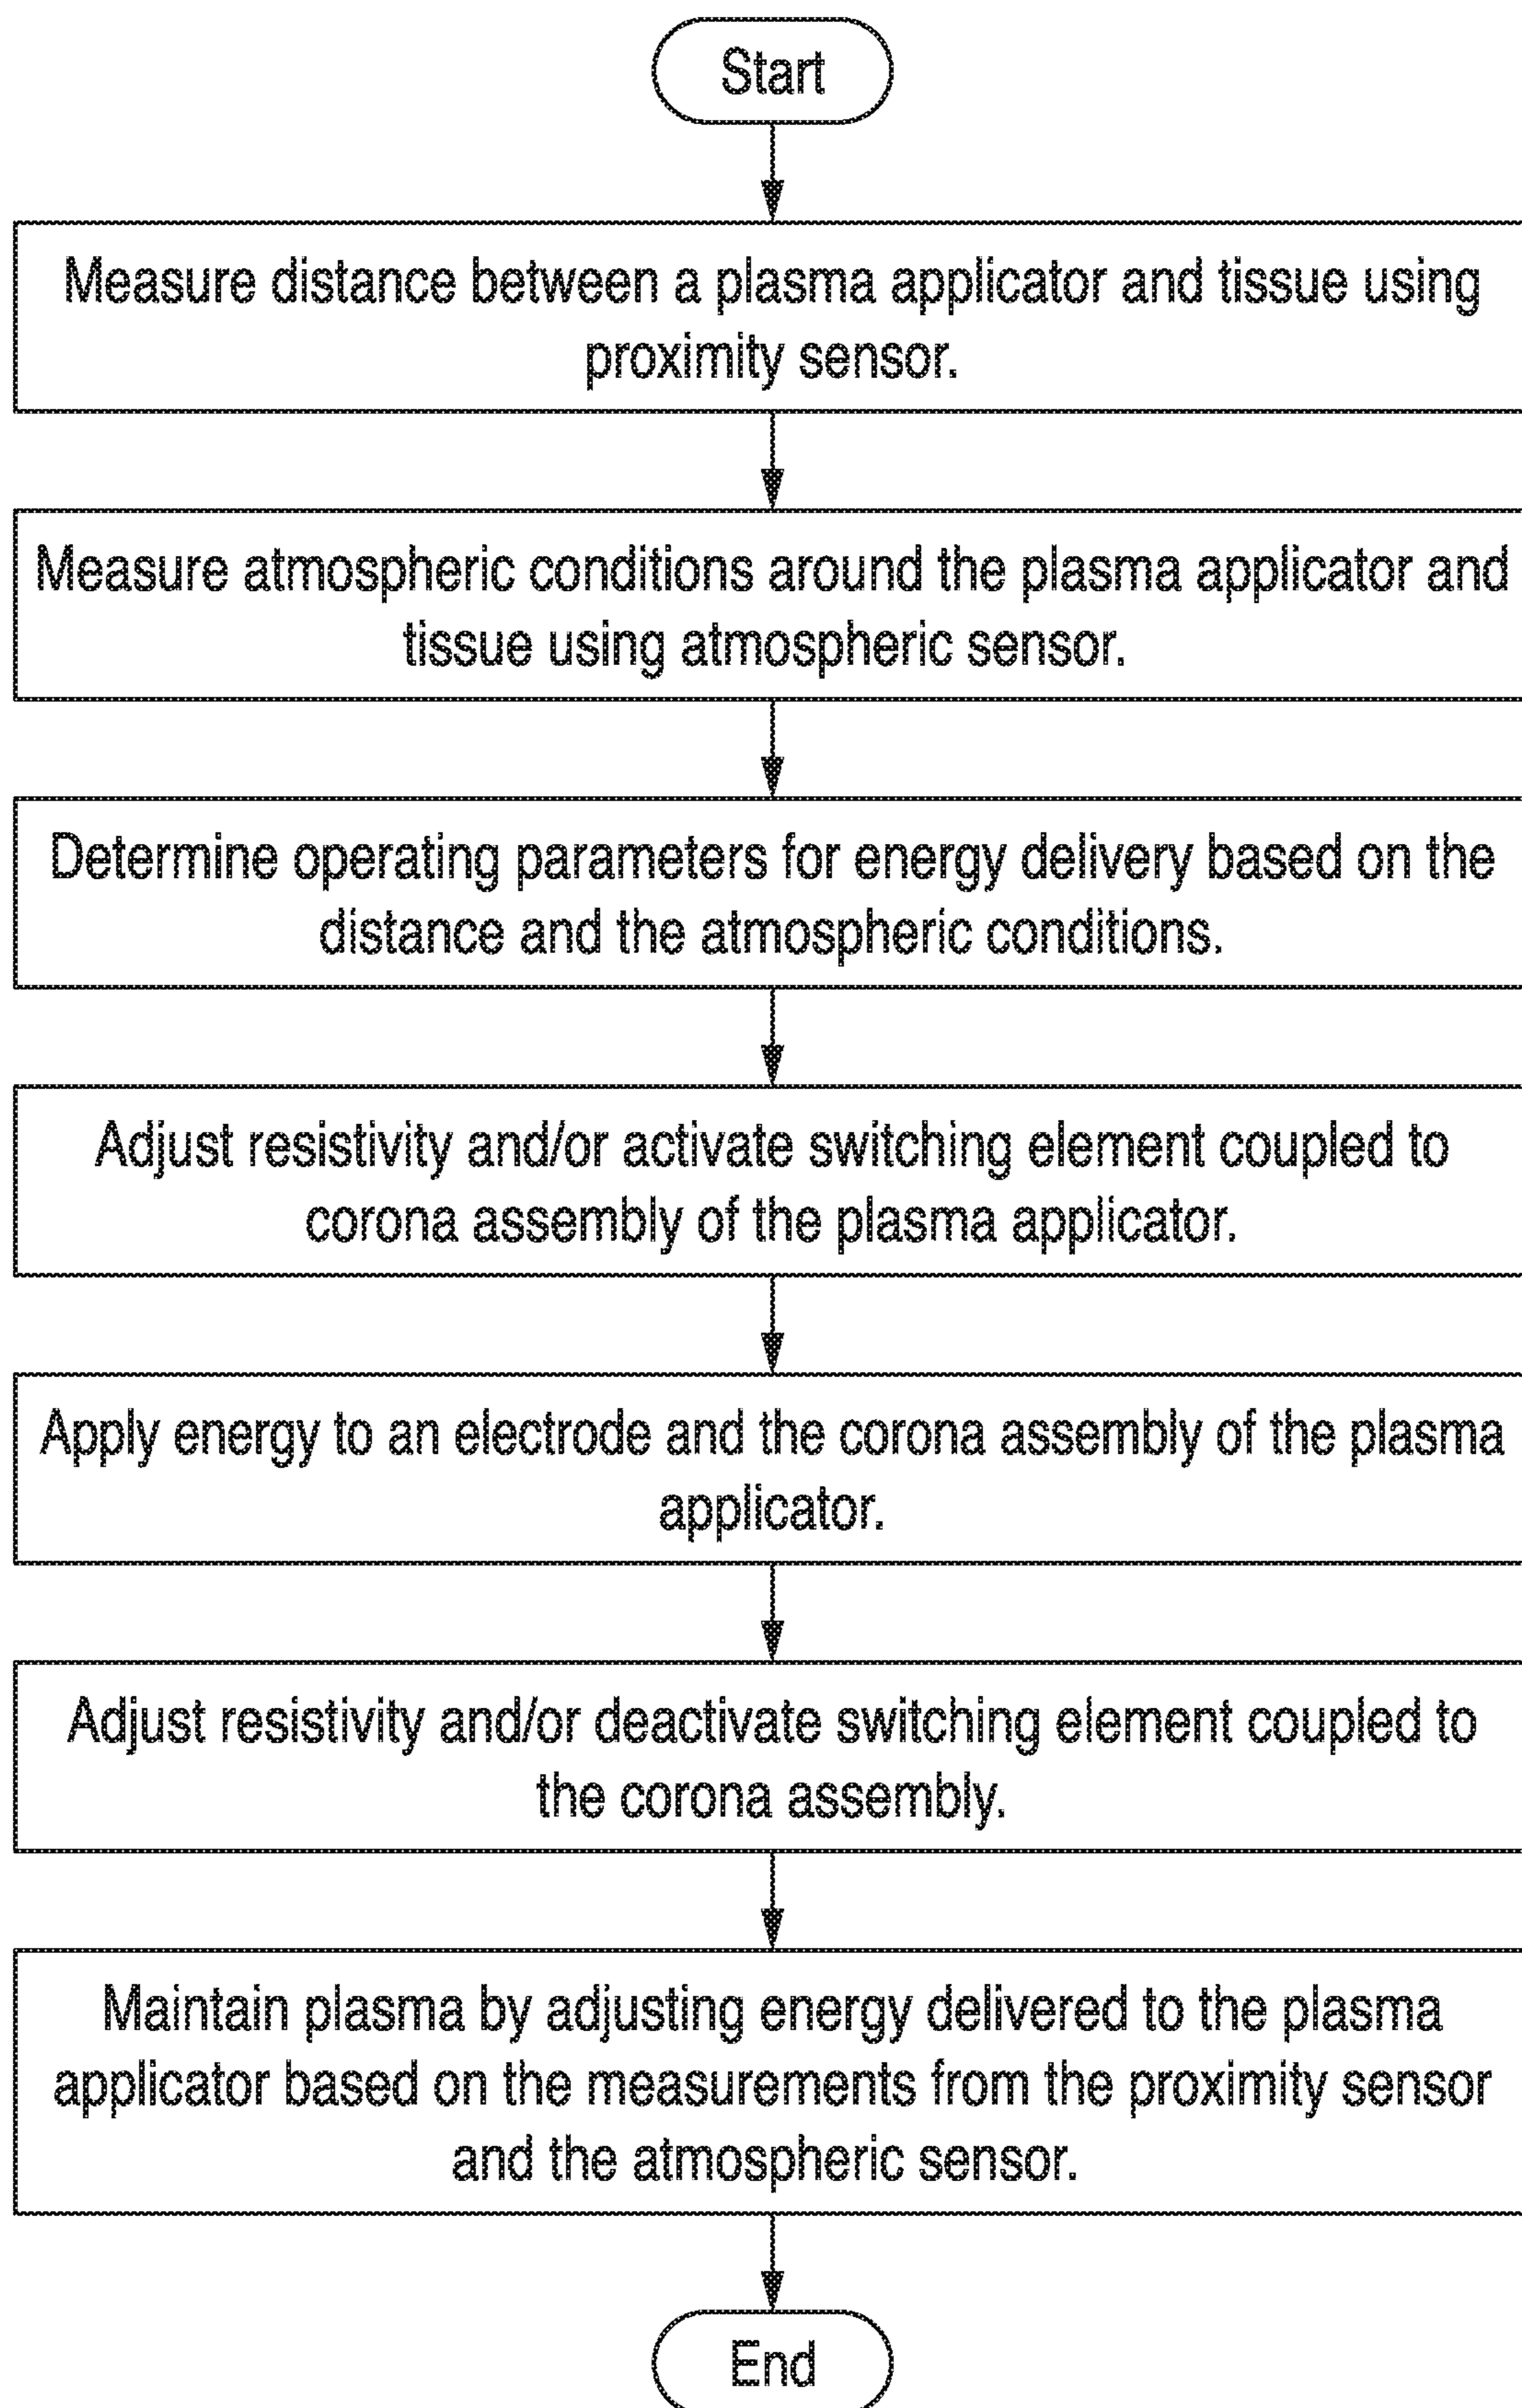 Start
Measure distance between a plasma applicator and tissue using
proximity sensor.
Measure atmospheric conditions around the plasma applicator and
tissue using atmospheric sensor.
Determine operating parameters for energy delivery based on the
distance and the atmospheric conditions.
Adjust resistivity and/or activate switching element coupled to
corona assembly of the plasma applicator.
Apply energy to an electrode and the corona assembly of the plasma
applicator.
Adjust resistivity and/or deactivate switching element coupled to
the corona assembly.
Maintain plasma by adjusting energy delivered to the plasma
applicator based on the measurements from the proximity sensor
and the atmospheric sensor.
End